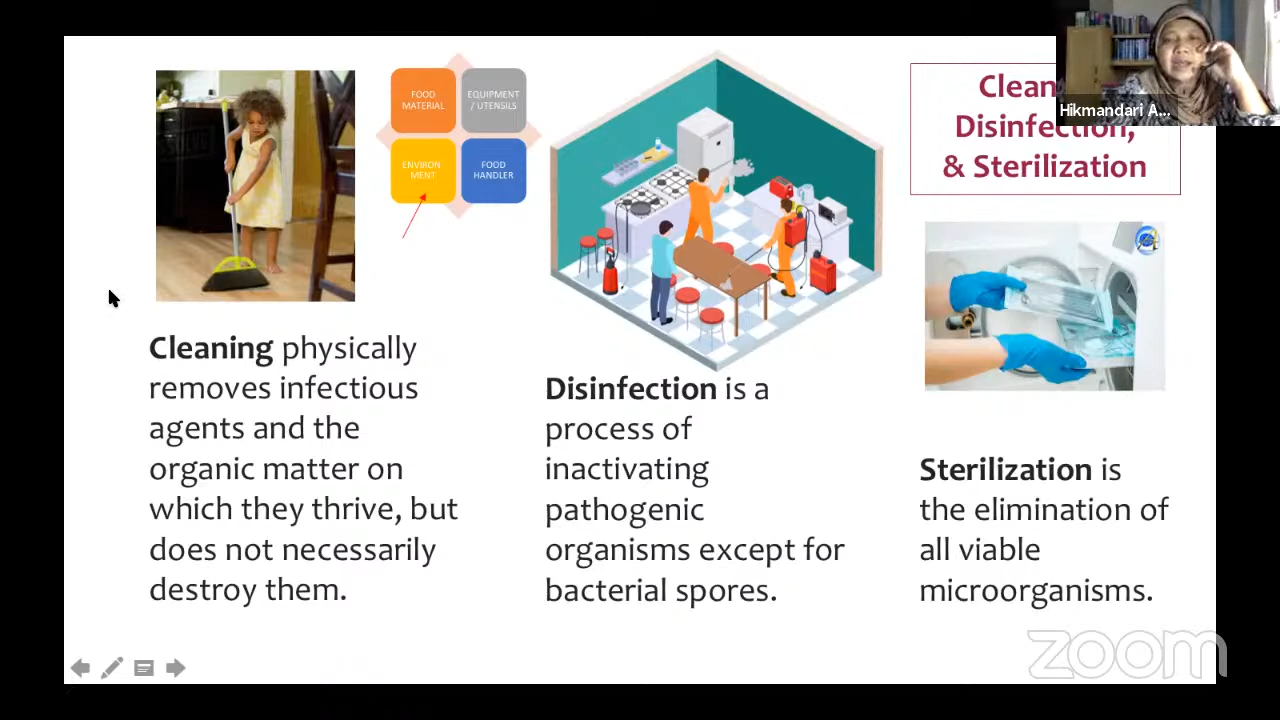 FOOD
MATERIAL
EQUIPMENT
/ UTENSILS
ENVIRON
MENT
FOOD
HANDLER
Clean
Disinfection,
& Sterilization
Hikmandari A...
Cleaning physically
removes infectious
agents and the
organic matter on
which they thrive, but
does not necessarily
destroy them.
Disinfection is a
process of
inactivating
pathogenic
organisms except for
bacterial spores.
Sterilization is
the elimination of
all viable
microorganisms.
zoom